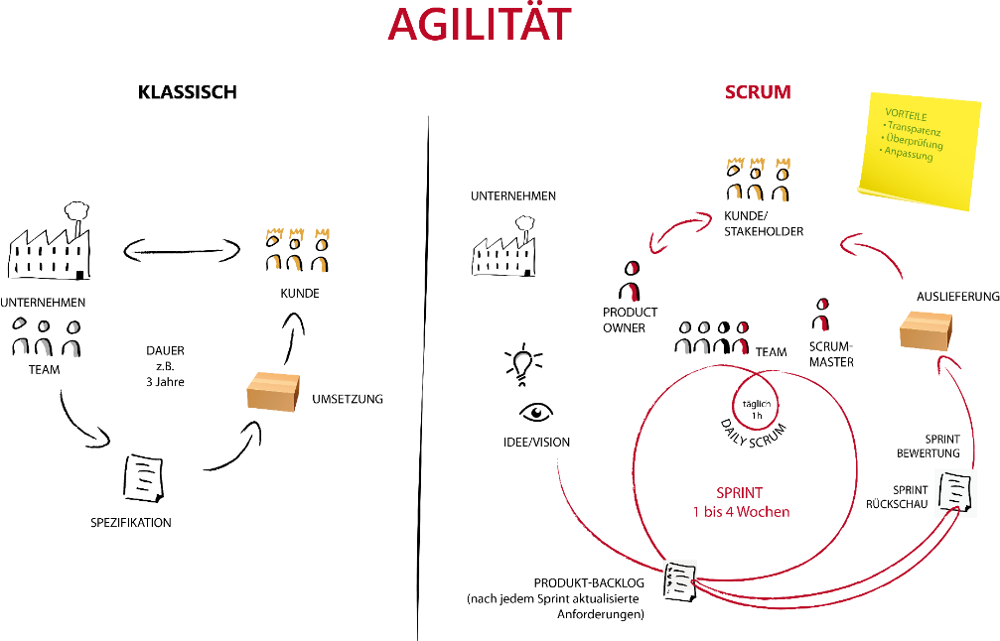 AGILITÄT
KLASSISCH
UNTERNEHMEN
TEAM
KUNDE
DAUER
z.B.
3 Jahre
UMSETZUNG
SPEZIFIKATION
SCRUM
VORTEILE
• Transparenz
• Überprüfung
• Anpassung
UNTERNEHMEN
KUNDE/
STAKEHOLDER
PRODUCT
OWNER
TEAM
SCRUM-
MASTER
AUSLIEFERUNG
IDEE/VISION
täglich
1h
DAILY SCRUM
SPRINT
1 bis 4 Wochen
SPRINT
BEWERTUNG
SPRINT
RÜCKSCHAU
PRODUKT-BACKLOG
(nach jedem Sprint aktualisierte
Anforderungen)